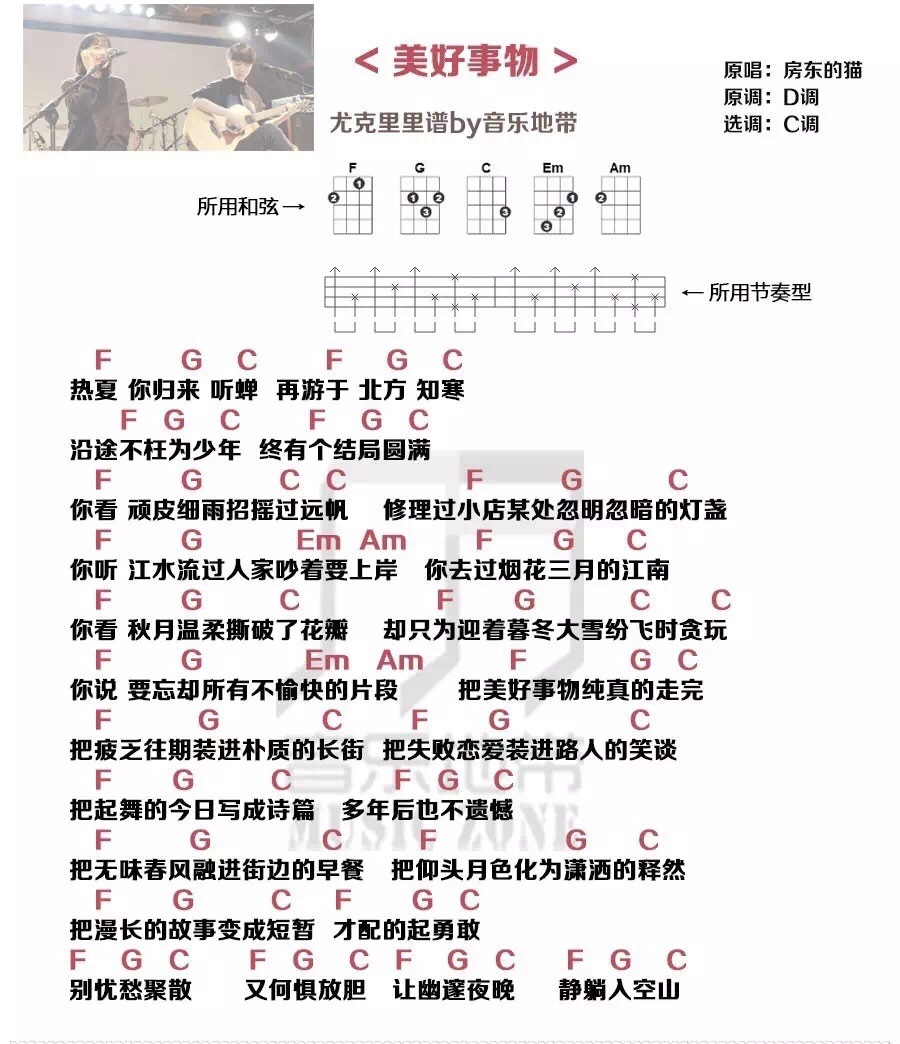 < 美好事物 >
原唱：房东的猫
原调：D调
选调：C调
尤克里里谱by音乐地带
F G C Em Am
所用和弦→
←所用节奏型
F G C F G C
热夏 你归来 听蝉 再游于 北方 知寒
F G C F G C
沿途不枉为少年 终有个结局圆满
F G C C F G C
你看 顽皮细雨招摇过远帆 修理过小店某处忽明忽暗的灯盏
F G Em Am F G C
你听 江水流过人家吵着要上岸 你去过烟花三月的江南
F G C F G C C
你看 秋月温柔撕破了花瓣 却只为迎着暮冬大雪纷飞时贪玩
F G Em Am F G C
你说 要忘却所有不愉快的片段 把美好事物纯真的走完
F G C F G C
把疲乏往期装进朴质的长街 把失败恋爱装进路人的笑谈
F G C F G C
把起舞的今日写成诗篇 多年后也不遗憾
F G C F G C
把无味春风融进街边的早餐 把仰头月色化为潇洒的释然
F G C F G C
把漫长的故事变成短暂 才配的起勇敢
F G C F G C F G C F G C
别忧愁聚散 又何惧放胆 让幽邃夜晚 静躺入空山
音乐地带
MUSIC ZONE